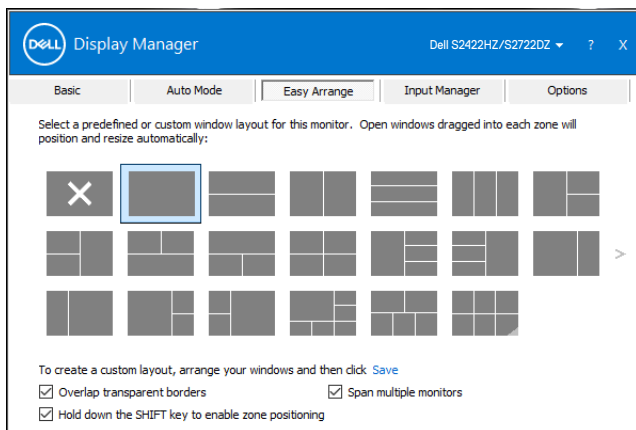 DELL Display Manager
Dell S2422HZ/S2722DZ ? X
Basic Auto Mode Easy Arrange Input Manager Options
Select a predefined or custom window layout for this monitor. Open windows dragged into each zone will
position and resize automatically:
To create a custom layout, arrange your windows and then click Save
Overlap transparent borders Span multiple monitors
Hold down the SHIFT key to enable zone positioning